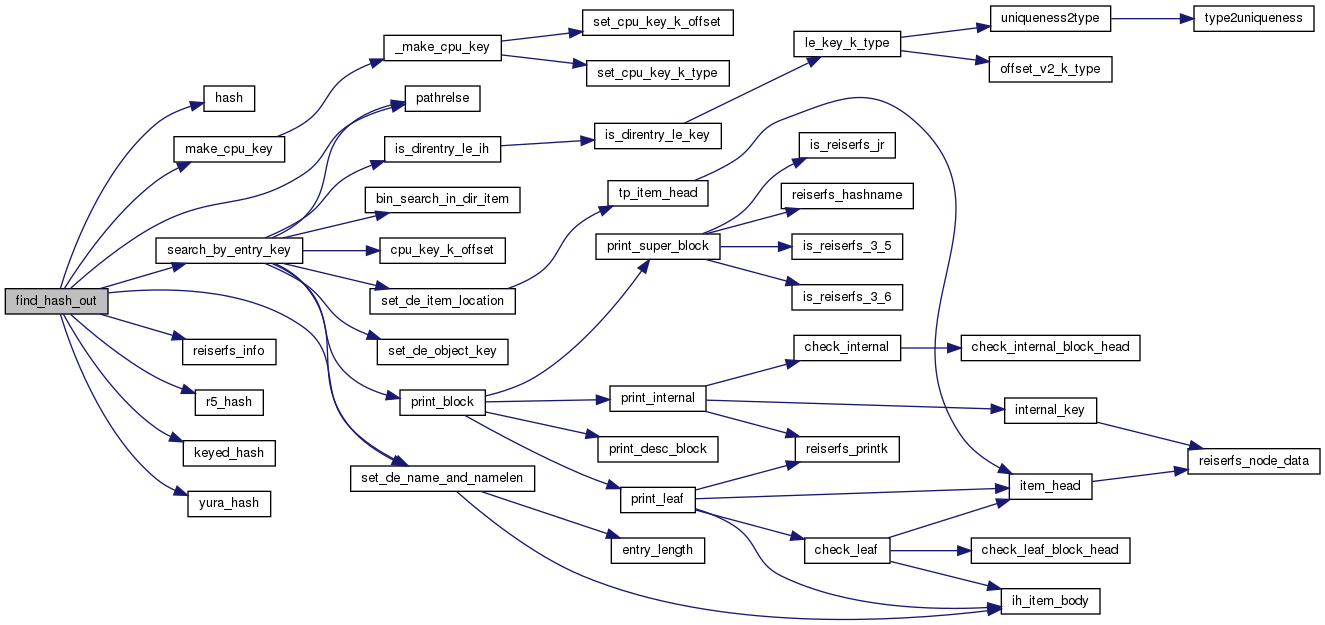 find_hash_out
hash
make_cpu_key
search_by_entry_key
reiserfs_info
r5_hash
keyed_hash
yura_hash
_make_cpu_key
pathrelse
is_direntry_le_ih
bin_search_in_dir_item
cpu_key_k_offset
set_de_item_location
set_de_object_key
print_block
set_de_name_and_namelen
set_cpu_key_k_offset
set_cpu_key_k_type
is_direntry_le_key
tp_item_head
print_super_block
print_internal
print_desc_block
print_leaf
entry_length
le_key_k_type
is_reiserfs_jr
reiserfs_hashname
is_reiserfs_3_5
is_reiserfs_3_6
check_internal
reiserfs_printk
check_leaf
uniqueness2type
offset_v2_k_type
check_internal_block_head
internal_key
item_head
check_leaf_block_head
ih_item_body
type2uniqueness
reiserfs_node_data